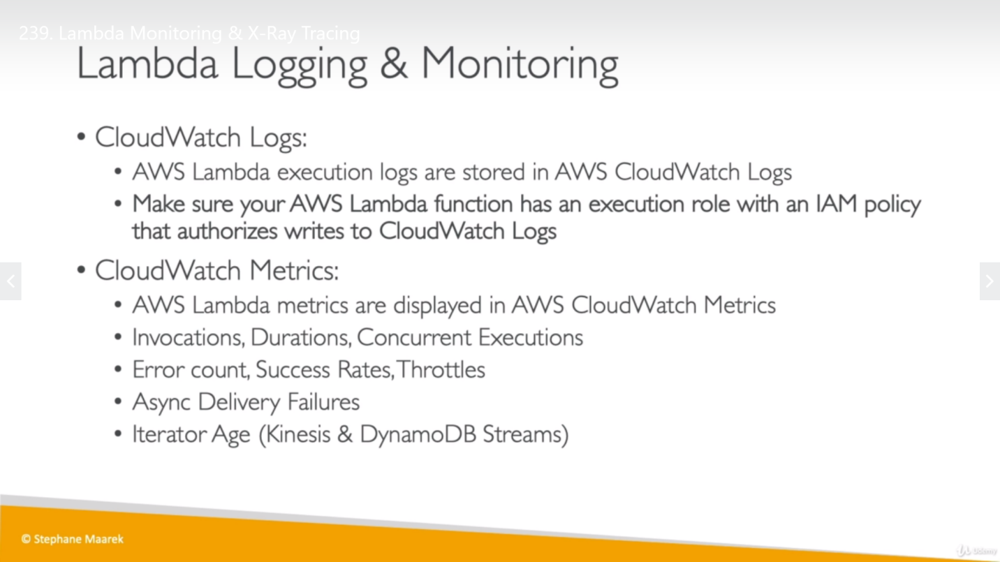 239. Lambda Monitoring & X-Ray Tracing
Lambda Logging & Monitoring
• CloudWatch Logs:
• AWS Lambda execution logs are stored in AWS CloudWatch Logs
• Make sure your AWS Lambda function has an execution role with an IAM policy
that authorizes writes to CloudWatch Logs
• CloudWatch Metrics:
• AWS Lambda metrics are displayed in AWS CloudWatch Metrics
• Invocations, Durations, Concurrent Executions
• Error count, Success Rates, Throttles
• Async Delivery Failures
• Iterator Age (Kinesis & DynamoDB Streams)
© Stephane Maarek
Udemy